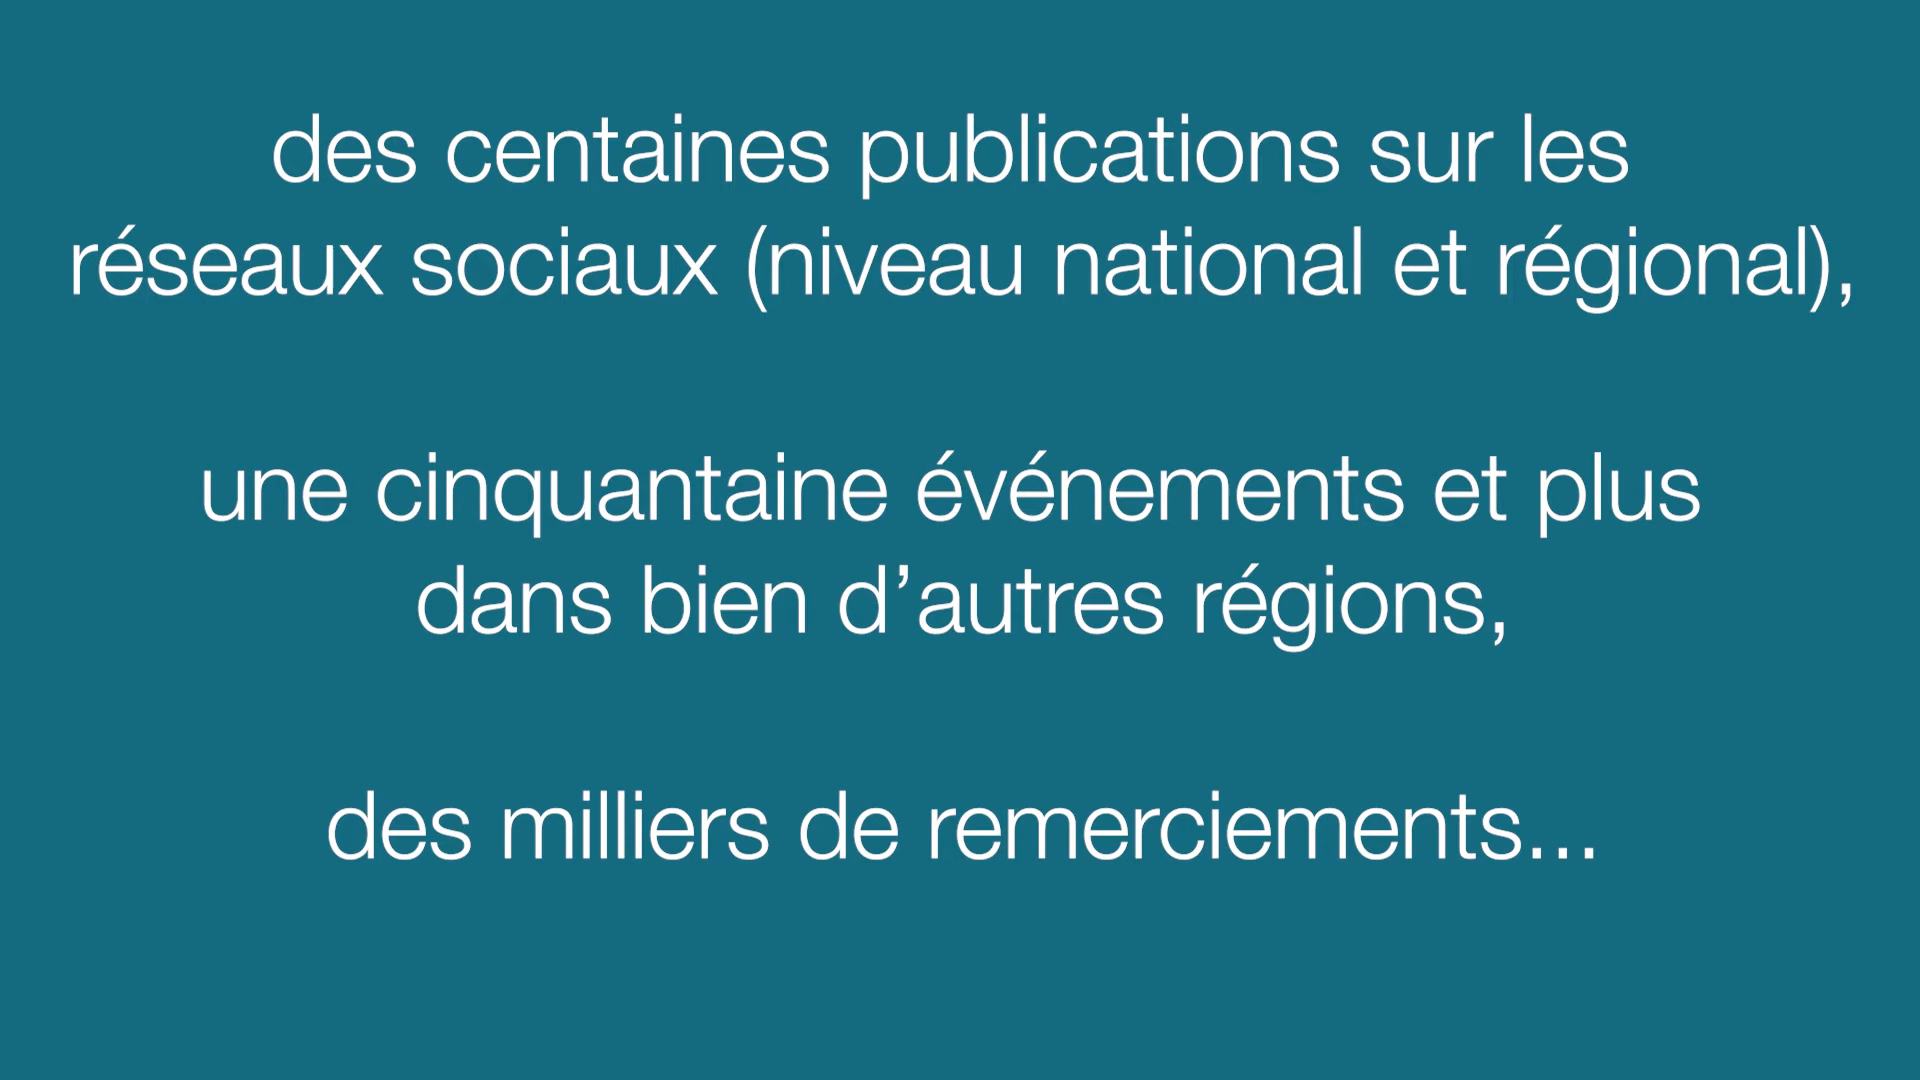 des centaines publications sur les
réseaux sociaux (niveau national et régional),
une cinquantaine événements et plus
dans bien d’autres régions,
des milliers de remerciements...